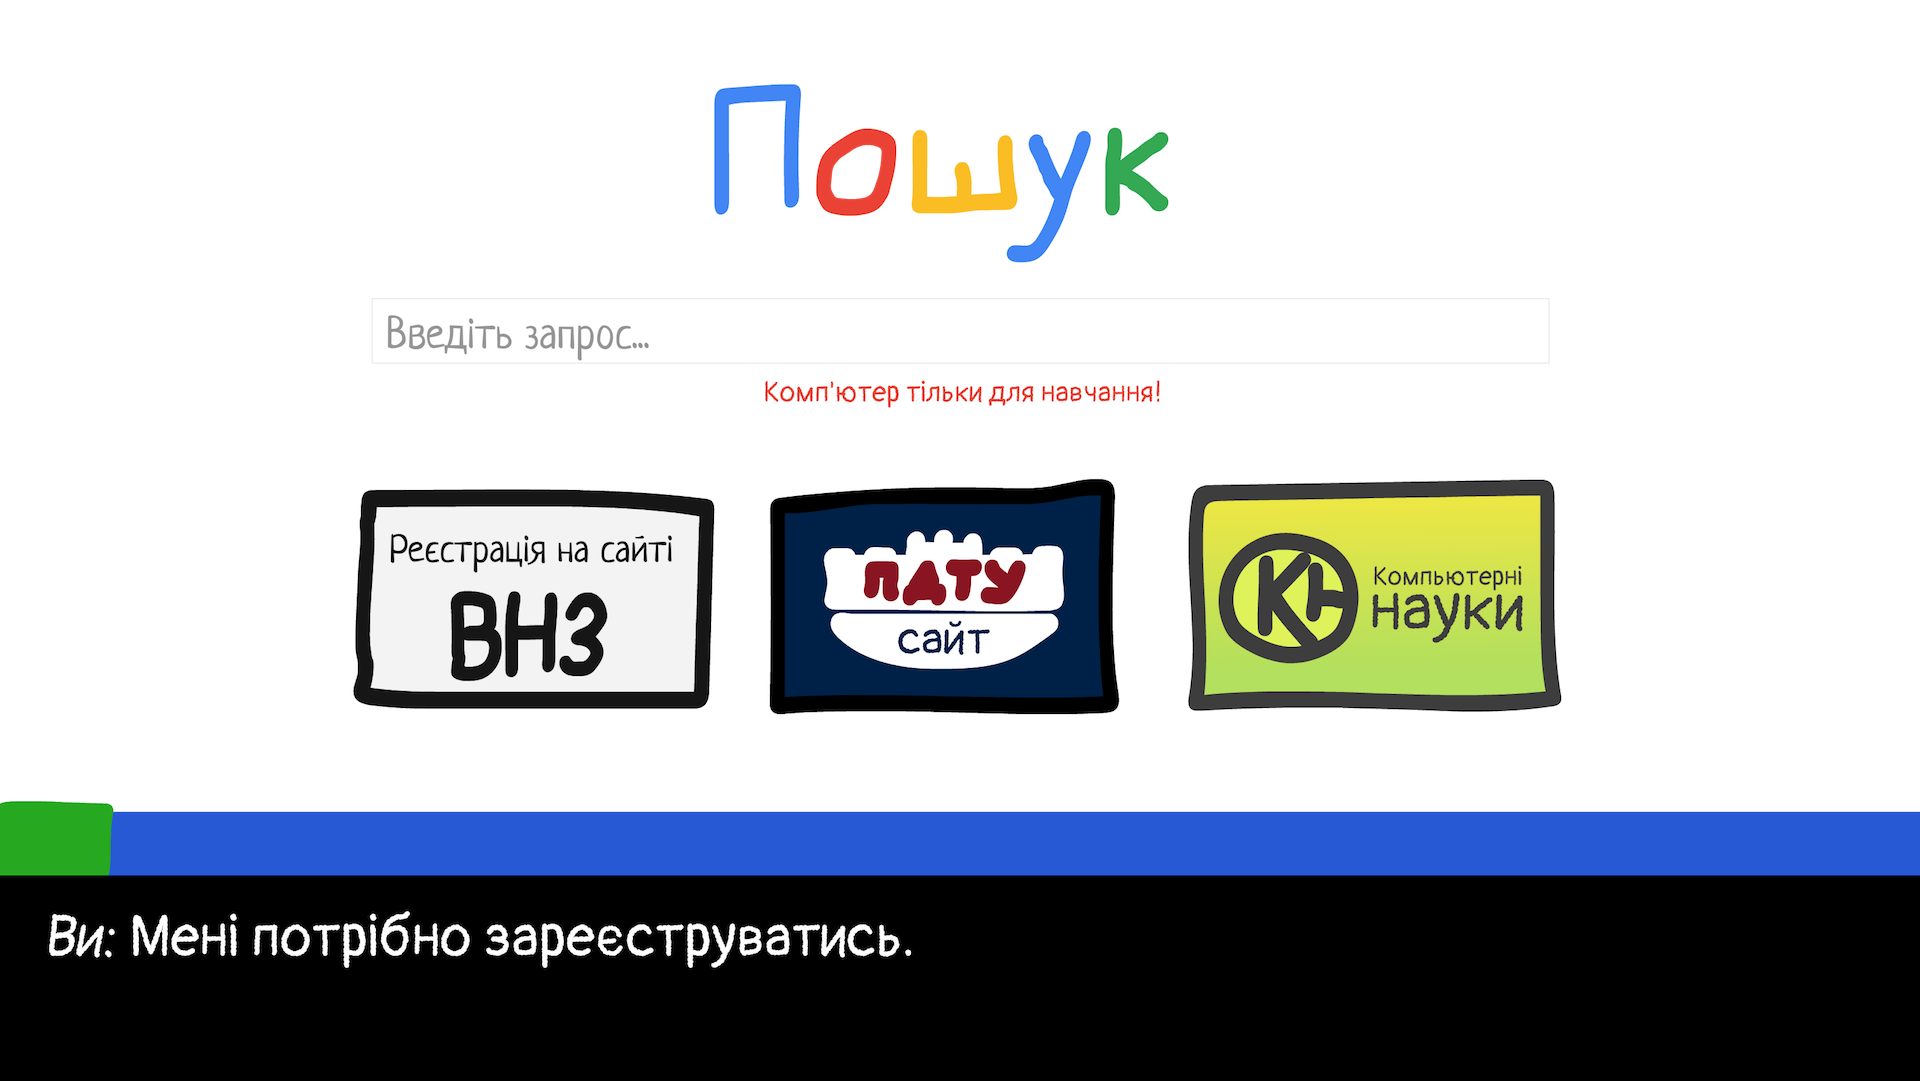 Пошук
Введіть запрос...
Комп'ютер тільки для навчання!
Реєстрація на сайті
ВНЗ
ПДТУ
сайт
КН
Компьютерні
науки
Ви: Мені потрібно зареєструватись.